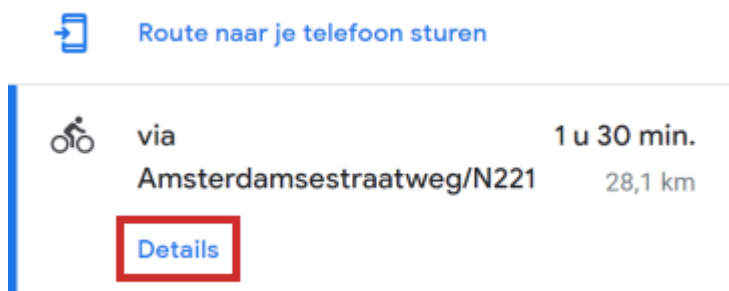 Route naar je telefoon sturen
via 1 u 30 min.
Amsterdamsestraatweg/N221 28,1 km
Details